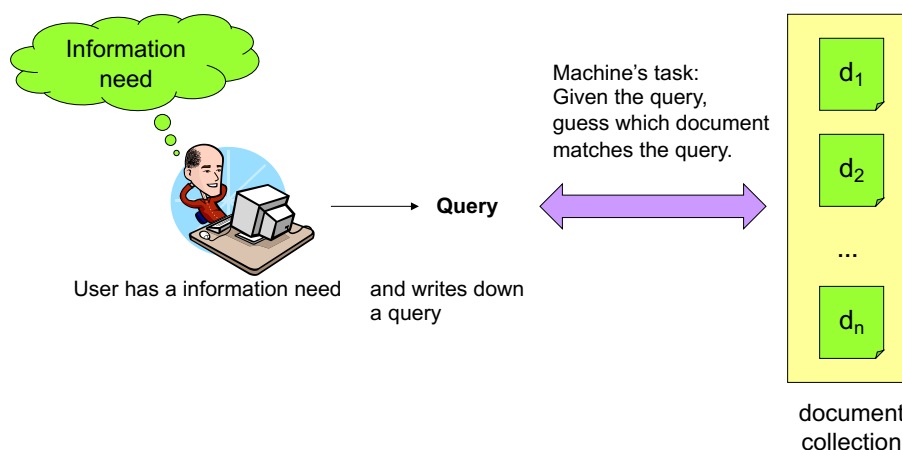 Information
need
Machine's task:
Given the query,
guess which document
matches the query.
Query
User has a information need
and writes down
a query
d₁
d₂
...
dₙ
document
collection